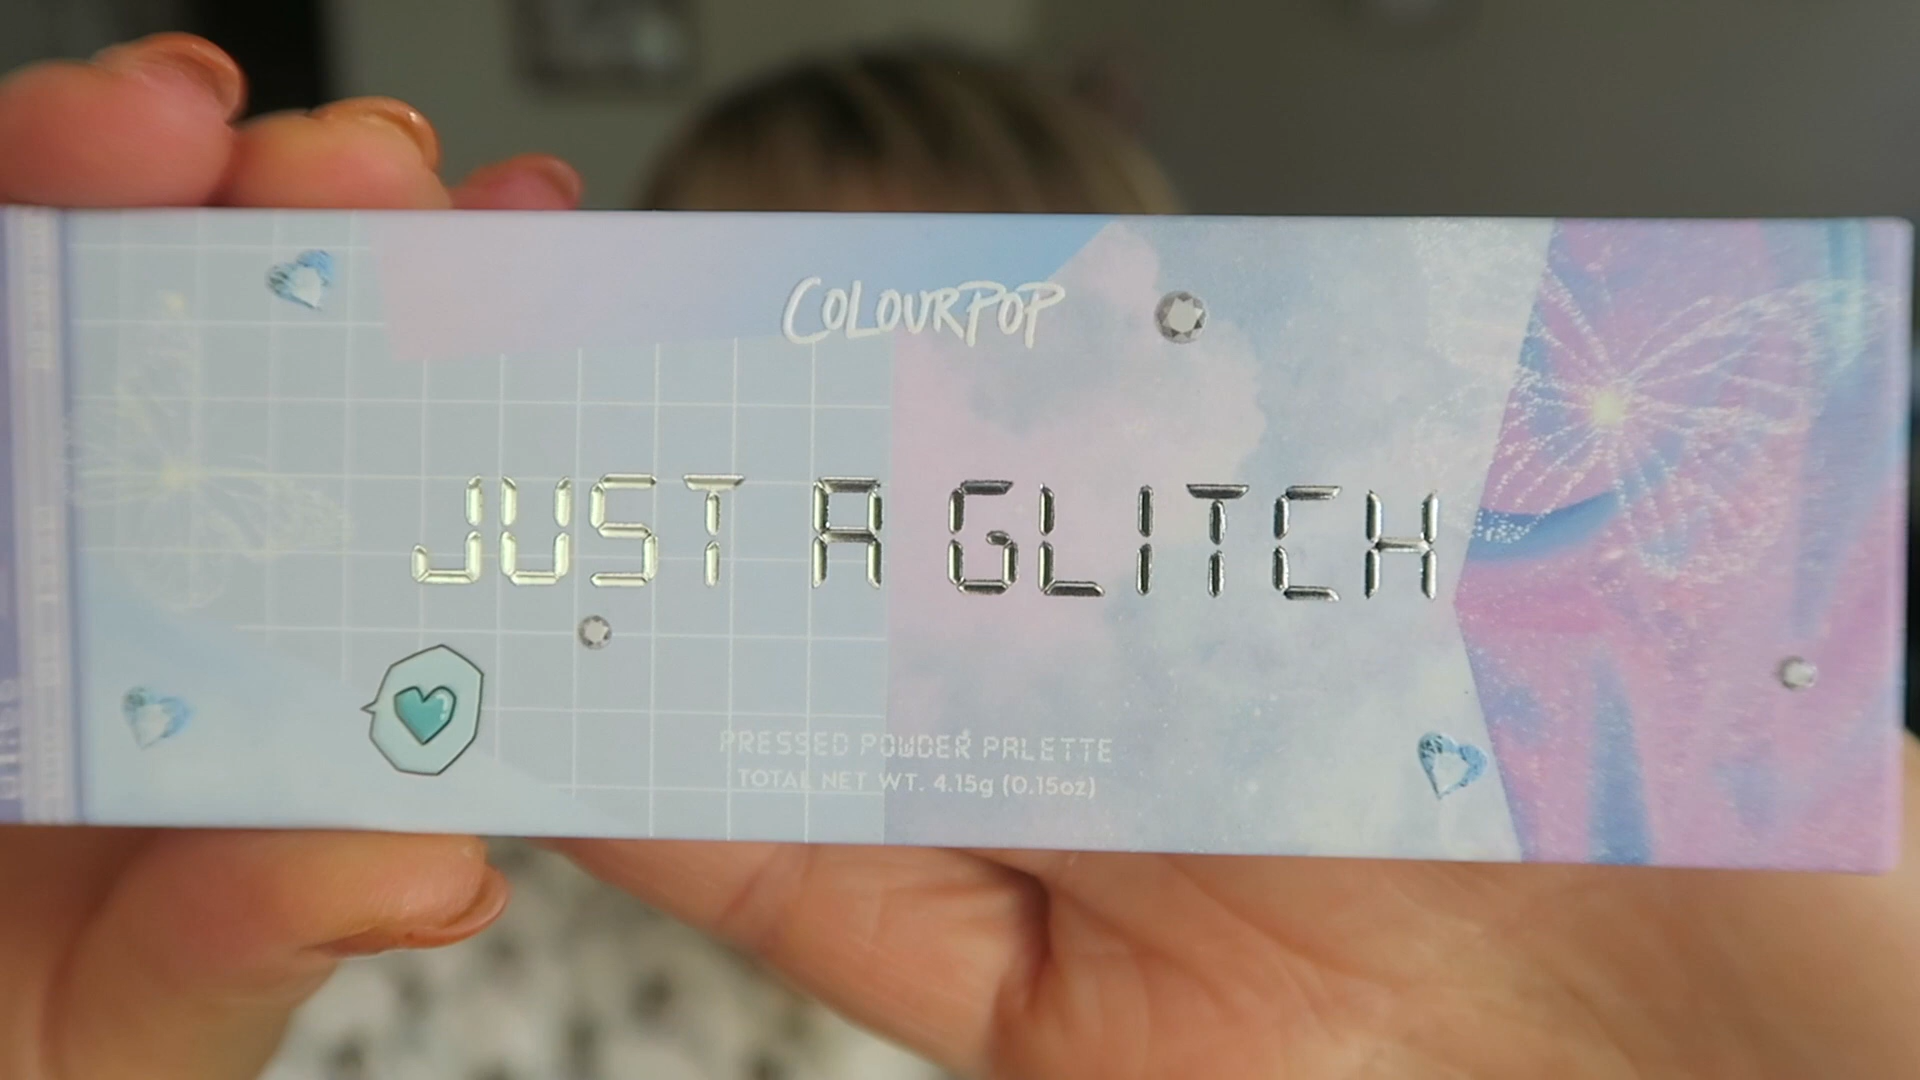 COLOURPOP
JUST A GLITCH
PRESSED POWDER PALETTE
TOTAL NET WT. 4.15g (0.15oz)